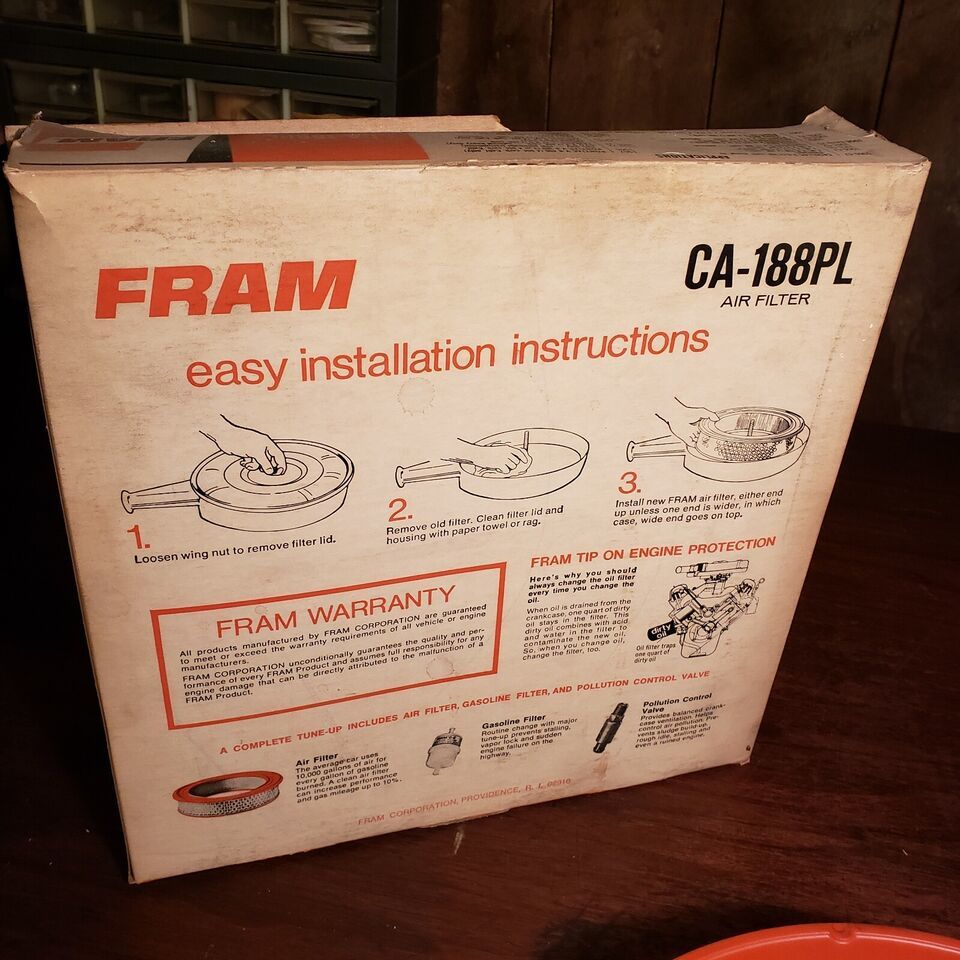 APPLICATIONS
FRAM
CA-188PL
AIR FILTER
easy installation instructions
1.
Loosen wing nut to remove filter lid.
2.
Remove old filter. Clean filter lid and
housing with paper towel or rag.
3.
Install new FRAM air filter, either end
up unless one end is wider, in which
case, wide end goes on top.
FRAM WARRANTY
All products manufactured by FRAM CORPORATION are guaranteed
to meet or exceed the warranty requirements of all vehicle or engine
manufacturers.
FRAM CORPORATION unconditionally guarantees the quality and per-
formance of every FRAM Product and assumes full responsibility for any
engine damage that can be directly attributed to the malfunction of a
FRAM Product.
FRAM TIP ON ENGINE PROTECTION
Here's why you should
always change the oil filter
every time you change the
oil.
When oil is drained from the
crankcase, one quart of dirty
oil stays in the filter. This
dirty oil combines with acid
and water in the filter to
contaminate the new oil.
So, when you change oil,
change the filter, too.
dirty
oil
Oil filter traps
one quart of
dirty oil
A COMPLETE TUNE-UP INCLUDES AIR FILTER, GASOLINE FILTER, AND POLLUTION CONTROL VALVE
Air Filter
The average car uses
10,000 gallons of air for
every gallon of gasoline
burned. A clean air filter
can increase performance
and gas mileage up to 10%.
Gasoline Filter
Routine change with major
tune-up prevents stalling,
vapor lock and sudden
engine failure on the
highway.
Pollution Control
Valve
Provides balanced crank-
case ventilation. Helps
control air pollution. Pre-
vents sludge build-up,
rough idle, stalling and
even a ruined engine.
FRAM CORPORATION, PROVIDENCE, R. I. 02916